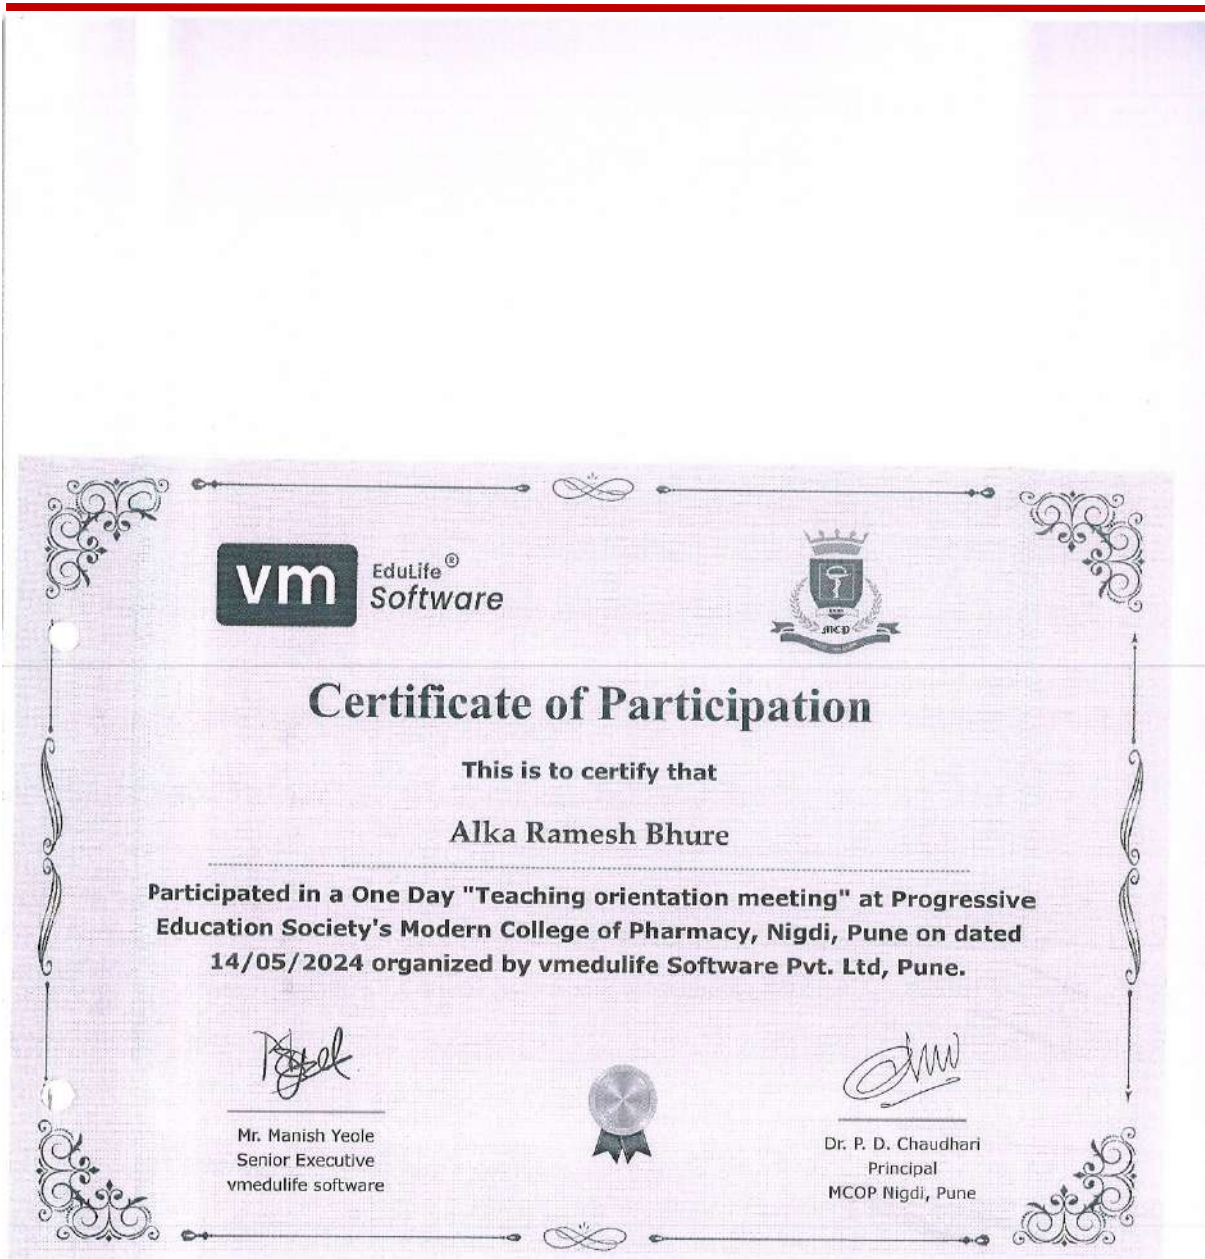 vm EduLife®
Software
MCP
Certificate of Participation
This is to certify that
Alka Ramesh Bhure
Participated in a One Day "Teaching orientation meeting" at Progressive
Education Society's Modern College of Pharmacy, Nigdi, Pune on dated
14/05/2024 organized by vmedulife Software Pvt. Ltd, Pune.
Mr. Manish Yeole
Senior Executive
vmedulife software
Dr. P. D. Chaudhari
Principal
MCOP Nigdi, Pune